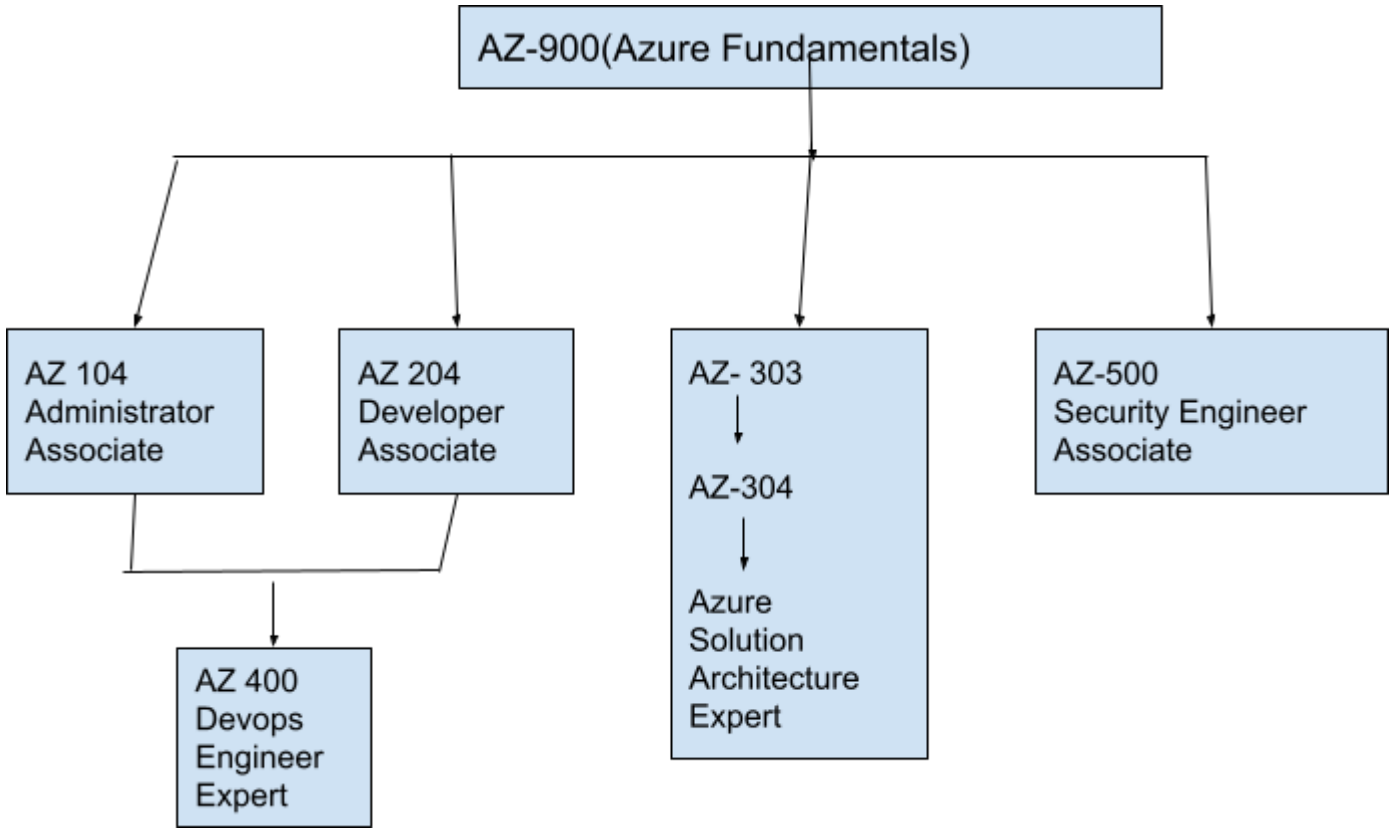 AZ-900(Azure Fundamentals)
AZ 104
Administrator
Associate
AZ 204
Developer
Associate
AZ- 303
AZ-304
Azure
Solution
Architecture
Expert
AZ-500
Security Engineer
Associate
AZ 400
Devops
Engineer
Expert